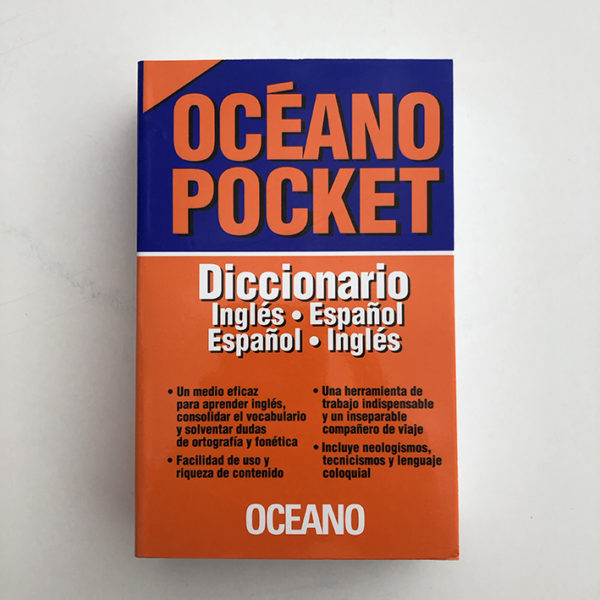 OCÉANO
POCKET
Diccionario
Inglés • Español
Español • Inglés
• Un medio eficaz
para aprender inglés,
consolidar el vocabulario
y solventar dudas
de ortografía y fonética
• Facilidad de uso y
riqueza de contenido
• Una herramienta de
trabajo indispensable
y un inseparable
compañero de viaje
• Incluye neologismos,
tecnicismos y lenguaje
coloquial
OCEANO